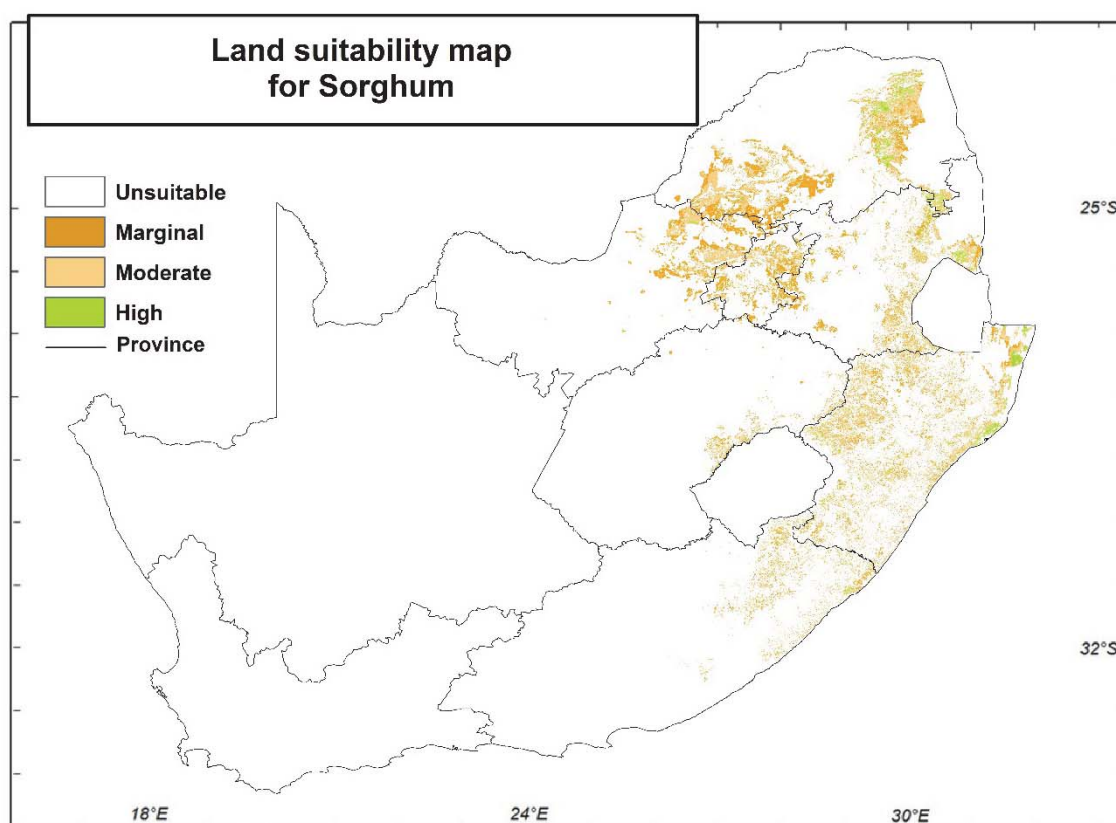 Land suitability map
for Sorghum
Unsuitable
Marginal
Moderate
High
Province
25°S
32°S
18°E
24°E
30°E